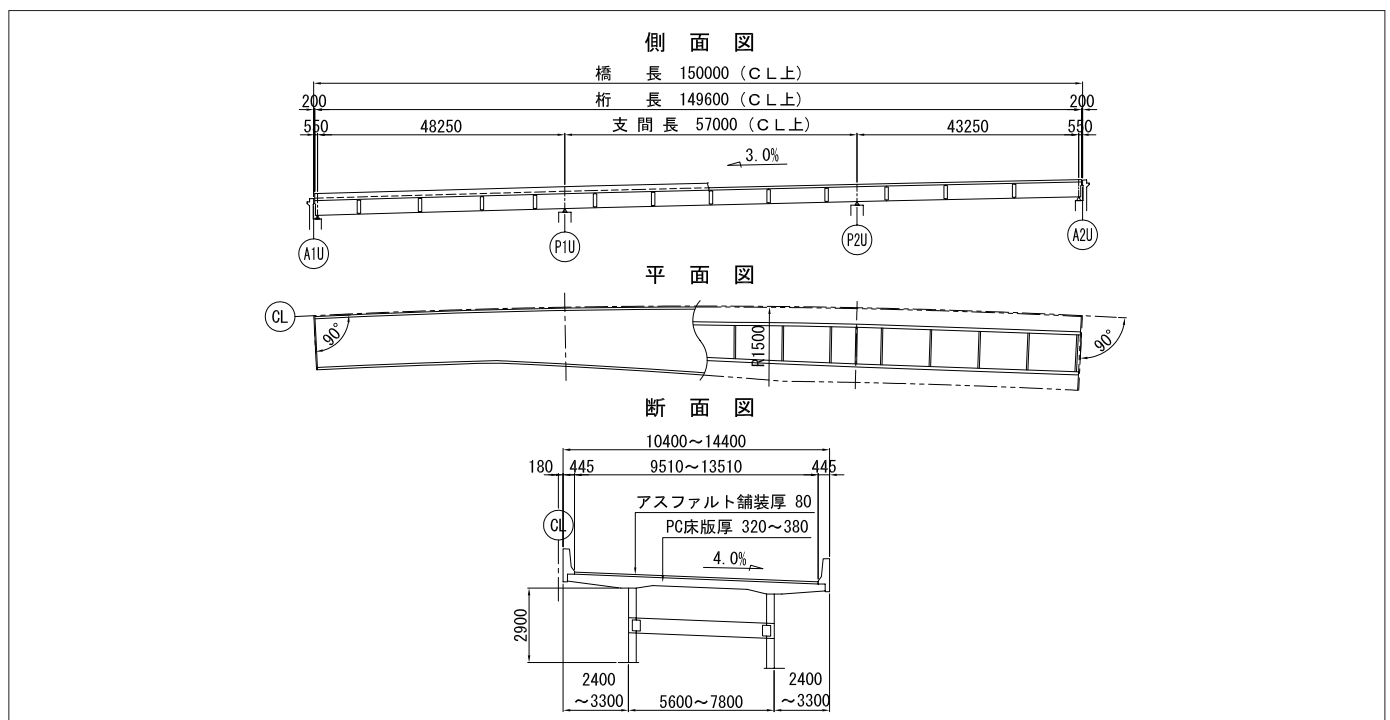 側 面 図
橋 長 150000 (CL上)
200 桁 長 149600 (CL上) 200
550 48250 支 間 長 57000 (CL上) 43250 550
3.0%
A1U P1U P2U A2U
平 面 図
CL
90°
R1500
90°
断 面 図
10400～14400
180 445 9510～13510 445
アスファルト舗装厚 80
CL
PC床版厚 320～380
4.0%
2900
2400 2400
～3300 5600～7800 ～3300